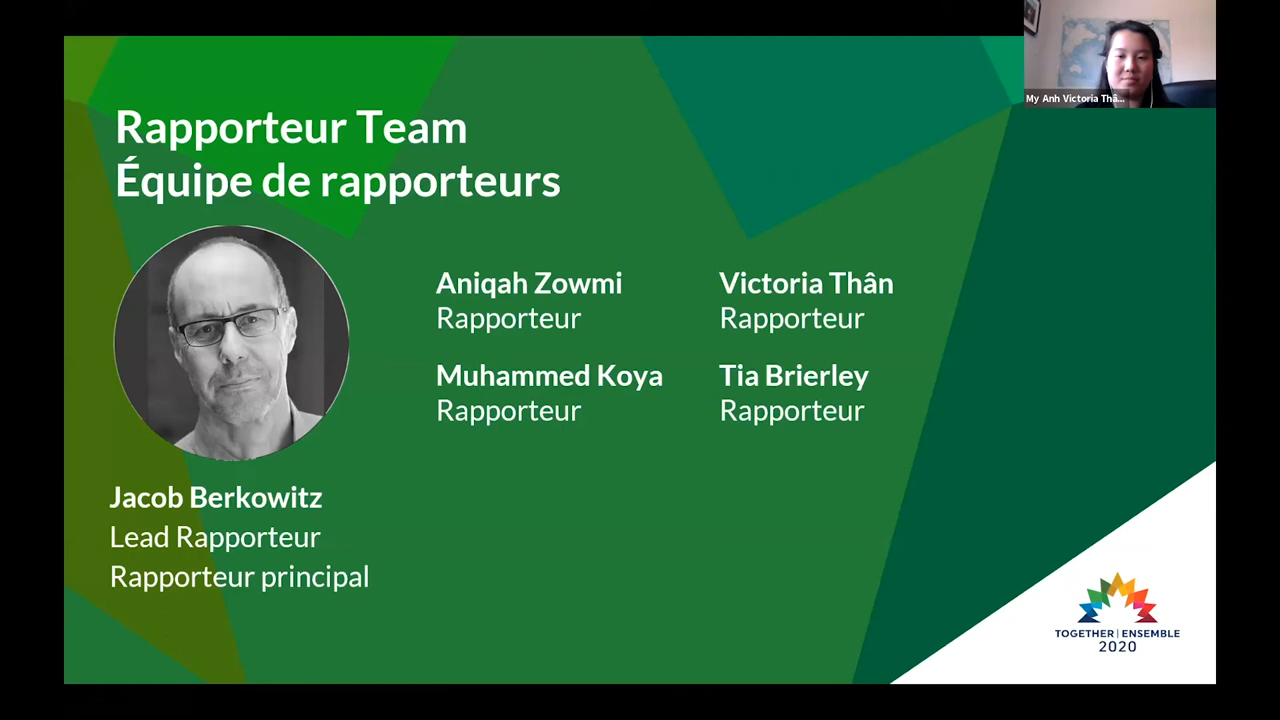 My Anh Victoria Thâ...
Rapporteur Team
Équipe de rapporteurs
Aniqah Zowmi
Rapporteur
Victoria Thân
Rapporteur
Muhammed Koya
Rapporteur
Tia Brierley
Rapporteur
Jacob Berkowitz
Lead Rapporteur
Rapporteur principal
TOGETHER | ENSEMBLE
2020